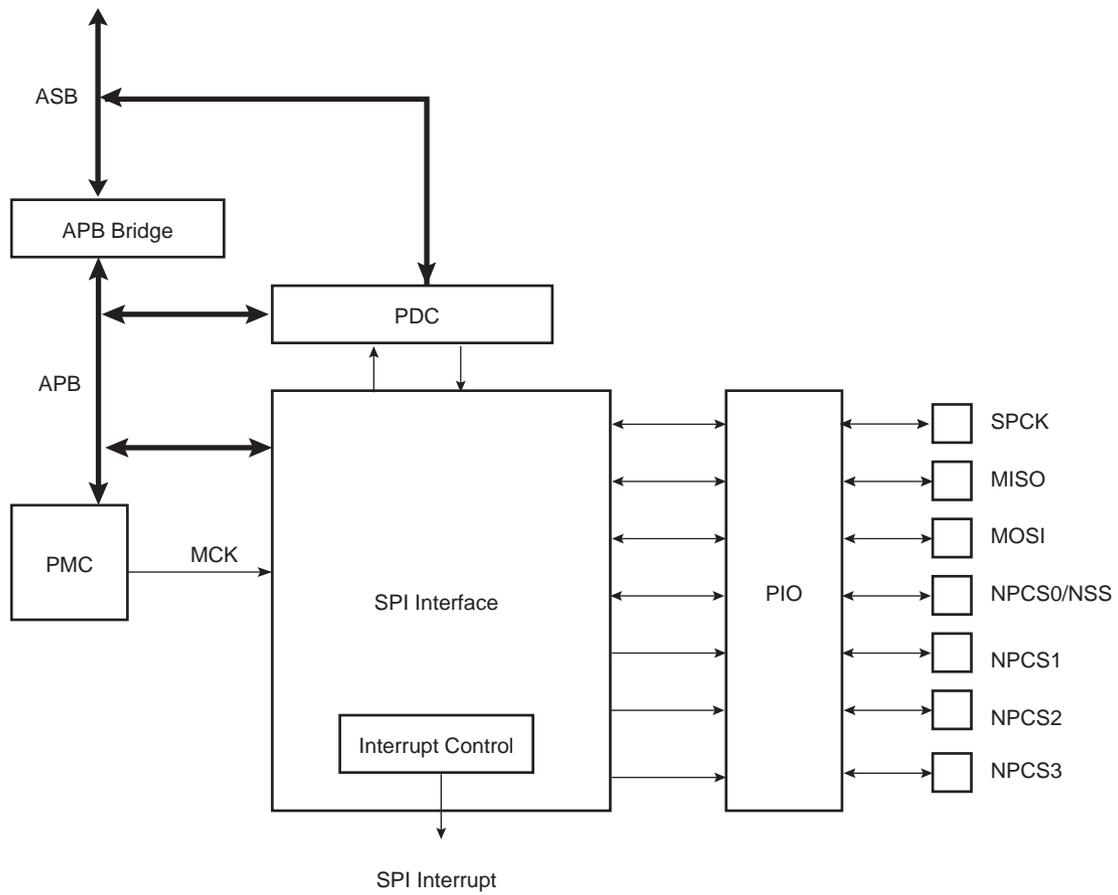 ASB
APB Bridge
PDC
APB
SPCK
MISO
MOSI
MCK
PMC
SPI Interface
PIO
NPCS0/NSS
NPCS1
NPCS2
Interrupt Control
NPCS3
SPI Interrupt